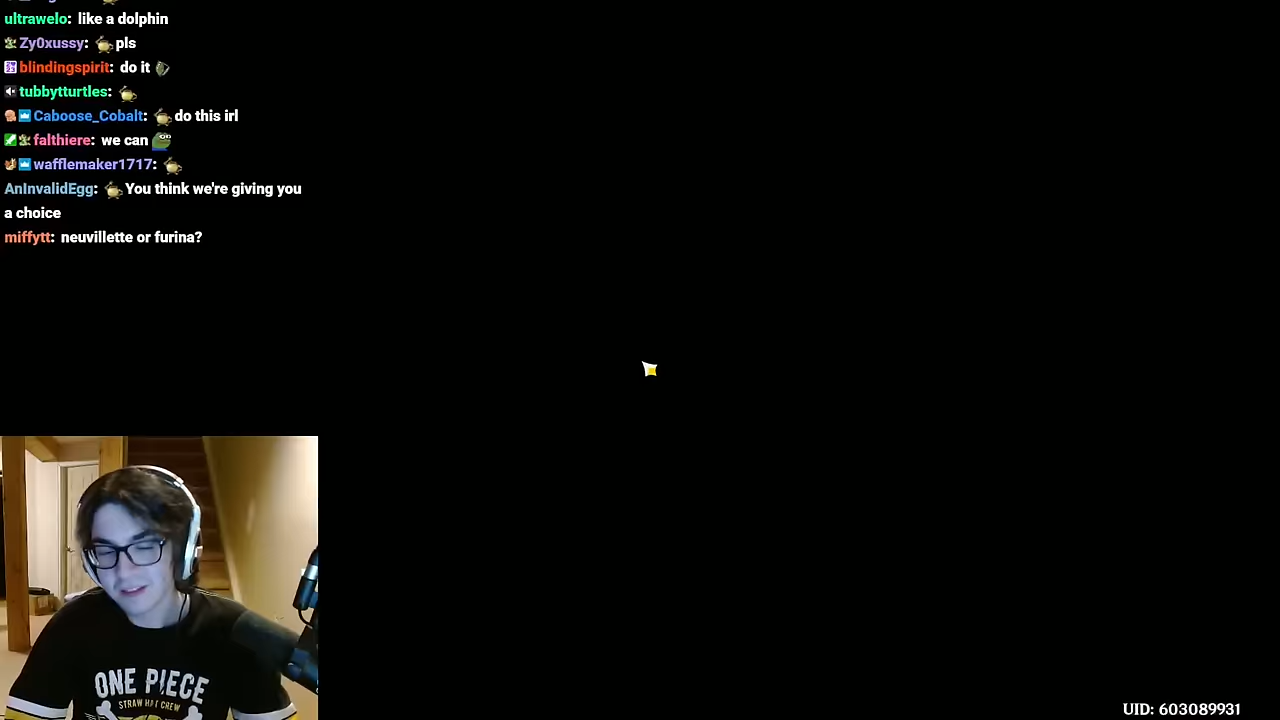 ultrawelo: like a dolphin
Zy0xussy: pls
blindingspirit: do it
tubbytturtles:
Caboose_Cobalt: do this irl
falthiere: we can
wafflemaker1717:
AnInvalidEgg: You think we're giving you
a choice
miffytt: neuvillette or furina?
ONE PIECE
STRAW HAT CREW
UID: 603089931